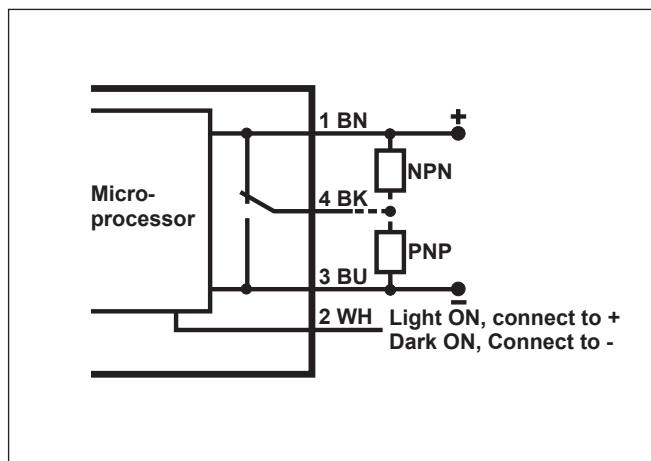 1 BN
+
NPN
Micro-
processor
4 BK
PNP
3 BU
-
2 WH
Light ON, connect to +
Dark ON, Connect to -